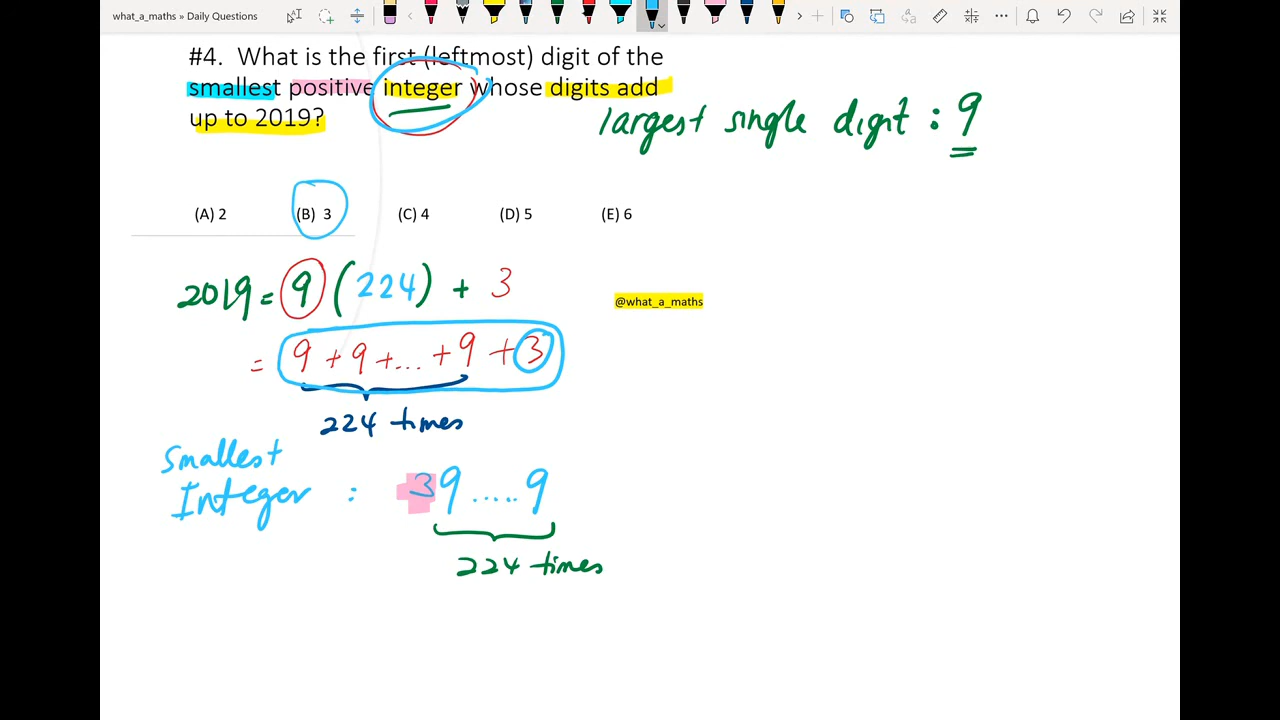 what_a_maths » Daily Questions
#4. What is the first (leftmost) digit of the
smallest positive integer whose digits add
up to 2019?
largest single digit : 9
(A) 2 (B) 3 (C) 4 (D) 5 (E) 6
2019 = 9 (224) + 3
@what_a_maths
= 9 + 9 + ... + 9 + 3
224 times
Smallest
Integer : 39.....9
224 times